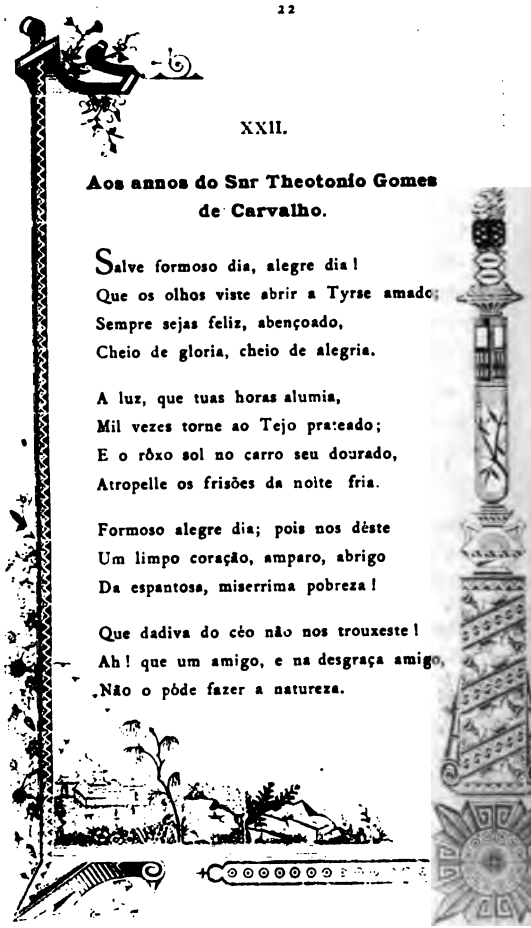 22
XXII.
Aos annos do Snr Theotonio Gomes
de Carvalho.
Salve formoso dia, alegre dia!
Que os olhos viste abrir a Tyrse amado;
Sempre sejas feliz, abençoado,
Cheio de gloria, cheio de alegria.
A luz, que tuas horas alumia,
Mil vezes torne ao Tejo prateado;
E o rôxo sol no carro seu dourado,
Atropelle os frisões da noite fria.
Formoso alegre dia; pois nos déste
Um limpo coração, amparo, abrigo
Da espantosa, miserrima pobreza!
Que dadiva do céo não nos trouxeste!
Ah! que um amigo, e na desgraça amigo,
Não o póde fazer a natureza.